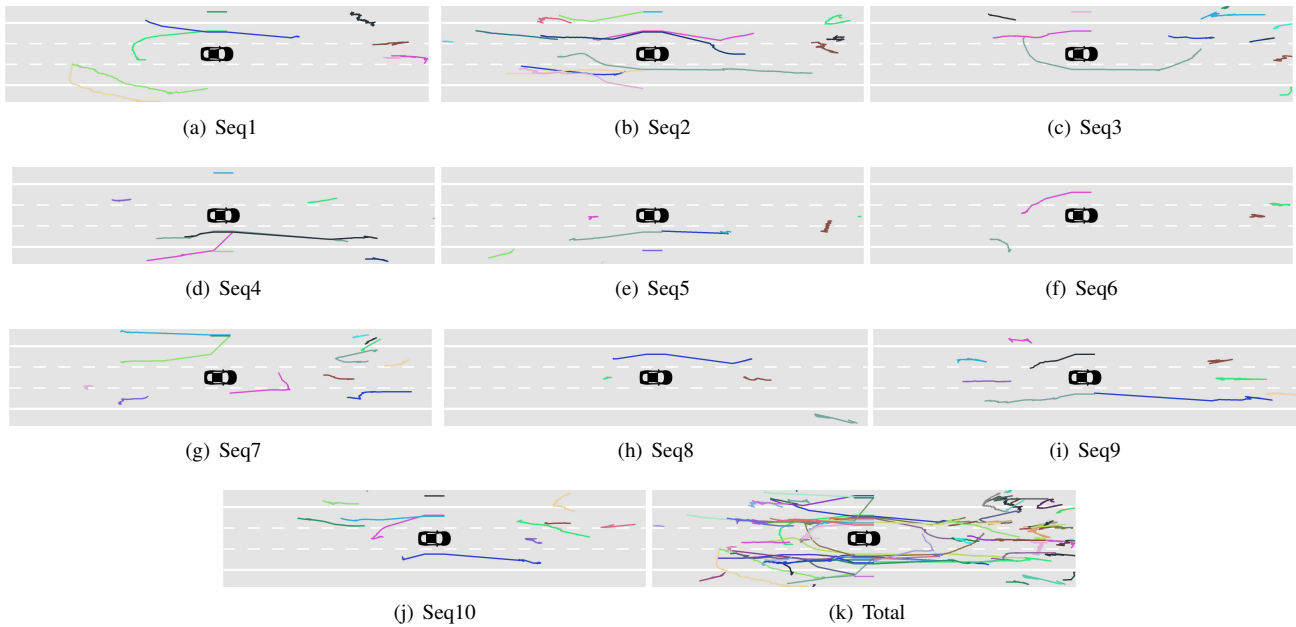 (a) Seq1
(b) Seq2
(c) Seq3
(d) Seq4
(e) Seq5
(f) Seq6
(g) Seq7
(h) Seq8
(i) Seq9
(j) Seq10
(k) Total